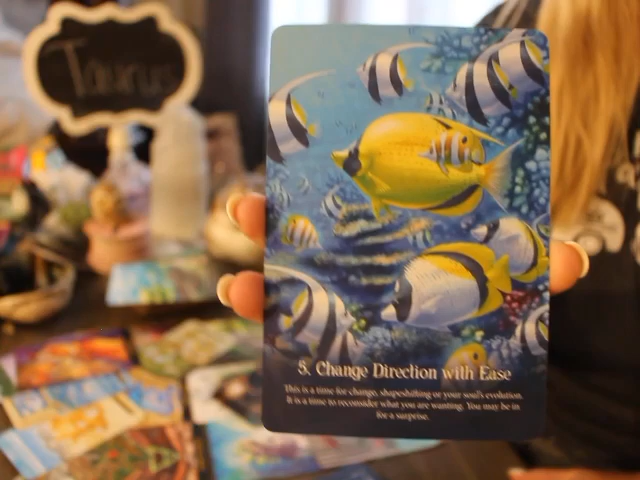 Taurus
5. Change Direction with Ease
This is a time for change, shapeshifting or your soul's evolution.
It is a time to reconsider what you are wanting. You may be in
for a surprise.